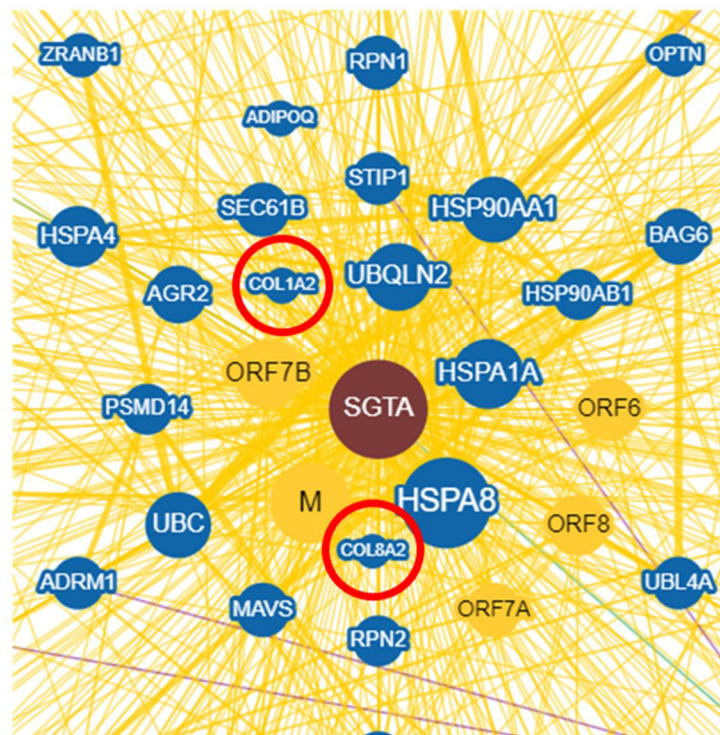 ZRANB1
RPN1
OPTN
ADIPOQ
STIP1
SEC61B
HSP90AA1
HSPA4
BAG6
UBQLN2
COL1A2
AGR2
HSP90AB1
ORF7B
HSPA1A
SGTA
PSMD14
ORF6
M
HSPA8
UBC
ORF8
COL8A2
ADRM1
UBL4A
MAVS
ORF7A
RPN2